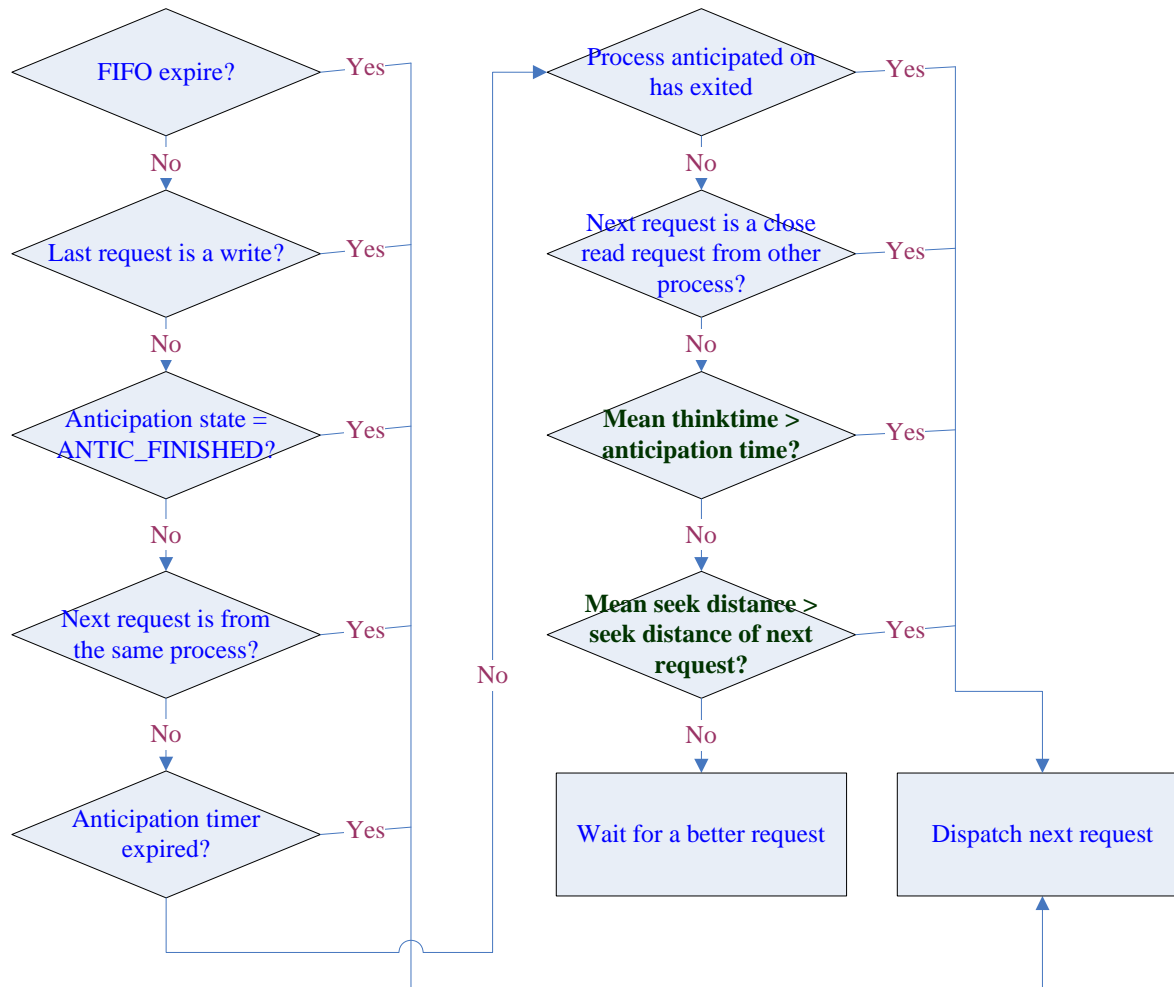 FIFO expire?
Yes
No
Last request is a write?
Yes
No
Anticipation state =
ANTIC_FINISHED?
Yes
No
Next request is from
the same process?
Yes
No
Anticipation timer
expired?
Yes
No
Process anticipated on
has exited
Yes
No
Next request is a close
read request from other
process?
Yes
No
Mean thinktime >
anticipation time?
Yes
No
Mean seek distance >
seek distance of next
request?
Yes
No
Wait for a better request
Dispatch next request